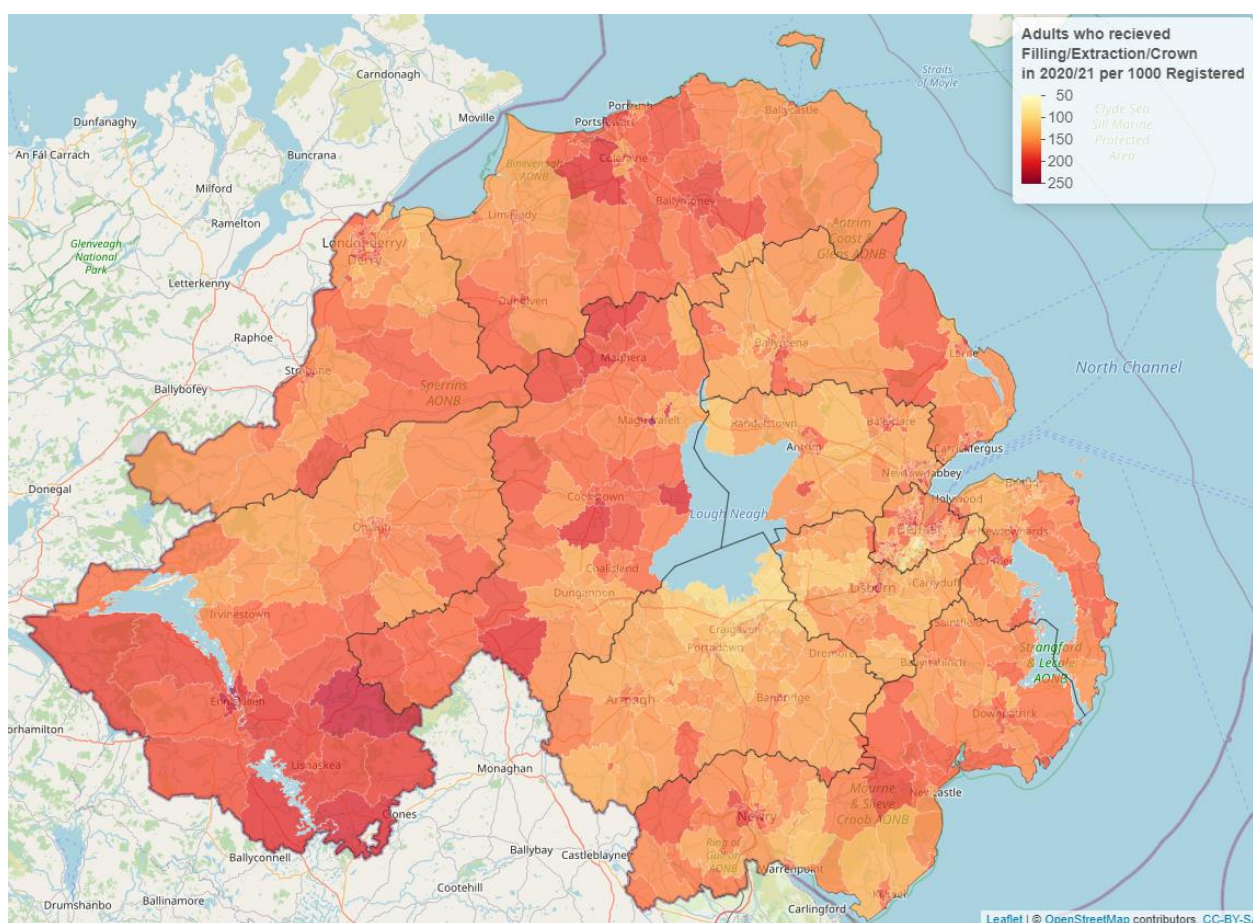 Adults who recieved
Filling/Extraction/Crown
in 2020/21 per 1000 Registered
50
100
150
200
250
Carndonagh
Moville
Dunfanaghy
An Fál Carrach
Buncrana
Milford
Ramelton
Glenveagh
National
Park
Letterkenny
Raphoe
Ballybofey
Donegal
Portstewart
Ballycastle
Straits
of Moyle
Clyde Sea
Sill Marine
Protected
Area
Coleraine
Binevenagh
AONB
Limavady
Ballymoney
Antrim
Coast &
Glens AONB
Londonderry/
Derry
Dungiven
Strabane
Sperrins
AONB
Maghera
Ballymena
Larne
North Channel
Magherafelt
Randalstown
Ballyclare
Antrim
Carrickfergus
Newtownabbey
Holywood
Bangor
Belfast
Newtownards
Comber
Lough Neagh
Cookstown
Omagh
Coalisland
Dungannon
Lisburn
Carryduff
Saintfield
Irvinestown
Craigavon
Portadown
Dromore
Ballynahinch
Strangford
& Lecale
AONB
Armagh
Banbridge
Downpatrick
Enniskillen
Lisnaskea
Monaghan
Clones
Newcastle
Mourne
& Slieve
Croob AONB
Newry
Ring of
Gullion
AONB
Ballyconnell
Ballybay
Castleblayney
Warrenpoint
Kilkeel
Cootehill
Carlingford
Drumshanbo
Ballinamore
Leaflet | © OpenStreetMap contributors, CC-BY-SA